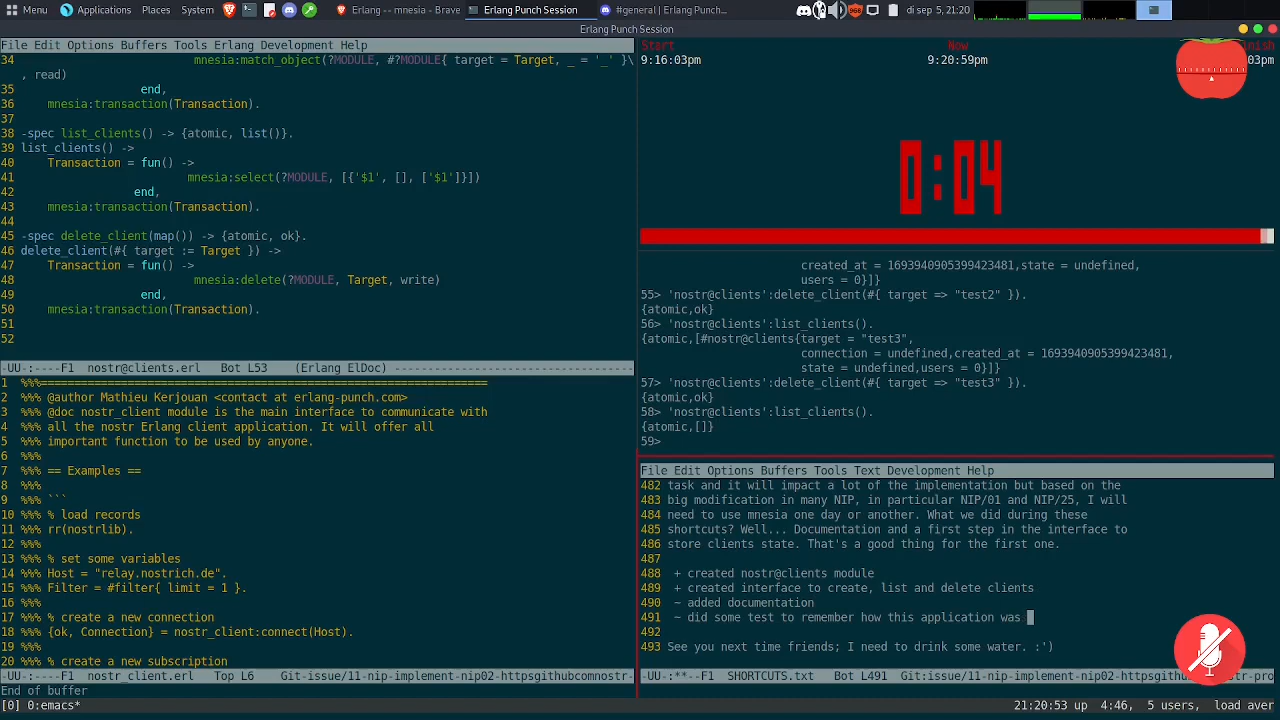 Menu Applications Places System Erlang -- mnesia - Brave Erlang Punch Session #general | Erlang Punc... 968 di sep 5, 21:20
Erlang Punch Session
File Edit Options Buffers Tools Erlang Development Help
34 mnesia:match_object(?MODULE, #?MODULE{ target = Target, _ = '_' }\
, read)
35 end,
36 mnesia:transaction(Transaction).
37
38 -spec list_clients() -> {atomic, list()}.
39 list_clients() ->
40 Transaction = fun() ->
41 mnesia:select(?MODULE, [{'$1', [], ['$1']}])
42 end,
43 mnesia:transaction(Transaction).
44
45 -spec delete_client(map()) -> {atomic, ok}.
46 delete_client(#{ target := Target }) ->
47 Transaction = fun() ->
48 mnesia:delete(?MODULE, Target, write)
49 end,
50 mnesia:transaction(Transaction).
51
52
-UU-:----F1 nostr@clients.erl Bot L53 (Erlang ElDoc) ----------------------------------
1 %%%===================================================================
2 %%% @author Mathieu Kerjouan <contact at erlang-punch.com>
3 %%% @doc nostr_client module is the main interface to communicate with
4 %%% all the nostr Erlang client application. It will offer all
5 %%% important function to be used by anyone.
6 %%%
7 %%% == Examples ==
8 %%%
9 %%% ```
10 %%% % load records
11 %%% rr(nostrlib).
12 %%%
13 %%% % set some variables
14 %%% Host = "relay.nostrich.de".
15 %%% Filter = #filter{ limit = 1 }.
16 %%%
17 %%% % create a new connection
18 %%% {ok, Connection} = nostr_client:connect(Host).
19 %%%
20 %%% % create a new subscription
-UU-:----F1 nostr_client.erl Top L6 Git-issue/11-nip-implement-nip02-httpsgithubcomnostr-
End of buffer
Start Now inish
9:16:03pm 9:20:59pm 03pm
0:04
created_at = 1693940905399423481,state = undefined,
users = 0}]}
55> 'nostr@clients':delete_client(#{ target => "test2" }).
{atomic,ok}
56> 'nostr@clients':list_clients().
{atomic,[#nostr@clients{target = "test3",
connection = undefined,created_at = 1693940905399423481,
state = undefined,users = 0}]}
57> 'nostr@clients':delete_client(#{ target => "test3" }).
{atomic,ok}
58> 'nostr@clients':list_clients().
{atomic,[]}
59>
File Edit Options Buffers Tools Text Development Help
482 task and it will impact a lot of the implementation but based on the
483 big modification in many NIP, in particular NIP/01 and NIP/25, I will
484 need to use mnesia one day or another. What we did during these
485 shortcuts? Well... Documentation and a first step in the interface to
486 store clients state. That's a good thing for the first one.
487
488 + created nostr@clients module
489 + created interface to create, list and delete clients
490 ~ added documentation
491 ~ did some test to remember how this application was
492
493 See you next time friends; I need to drink some water. :')
-UU-:**--F1 SHORTCUTS.txt Bot L491 Git:issue/11-nip-implement-nip02-httpsgith str-pro
[0] 0:emacs* 21:20:53 up 4:46, 5 users, load aver